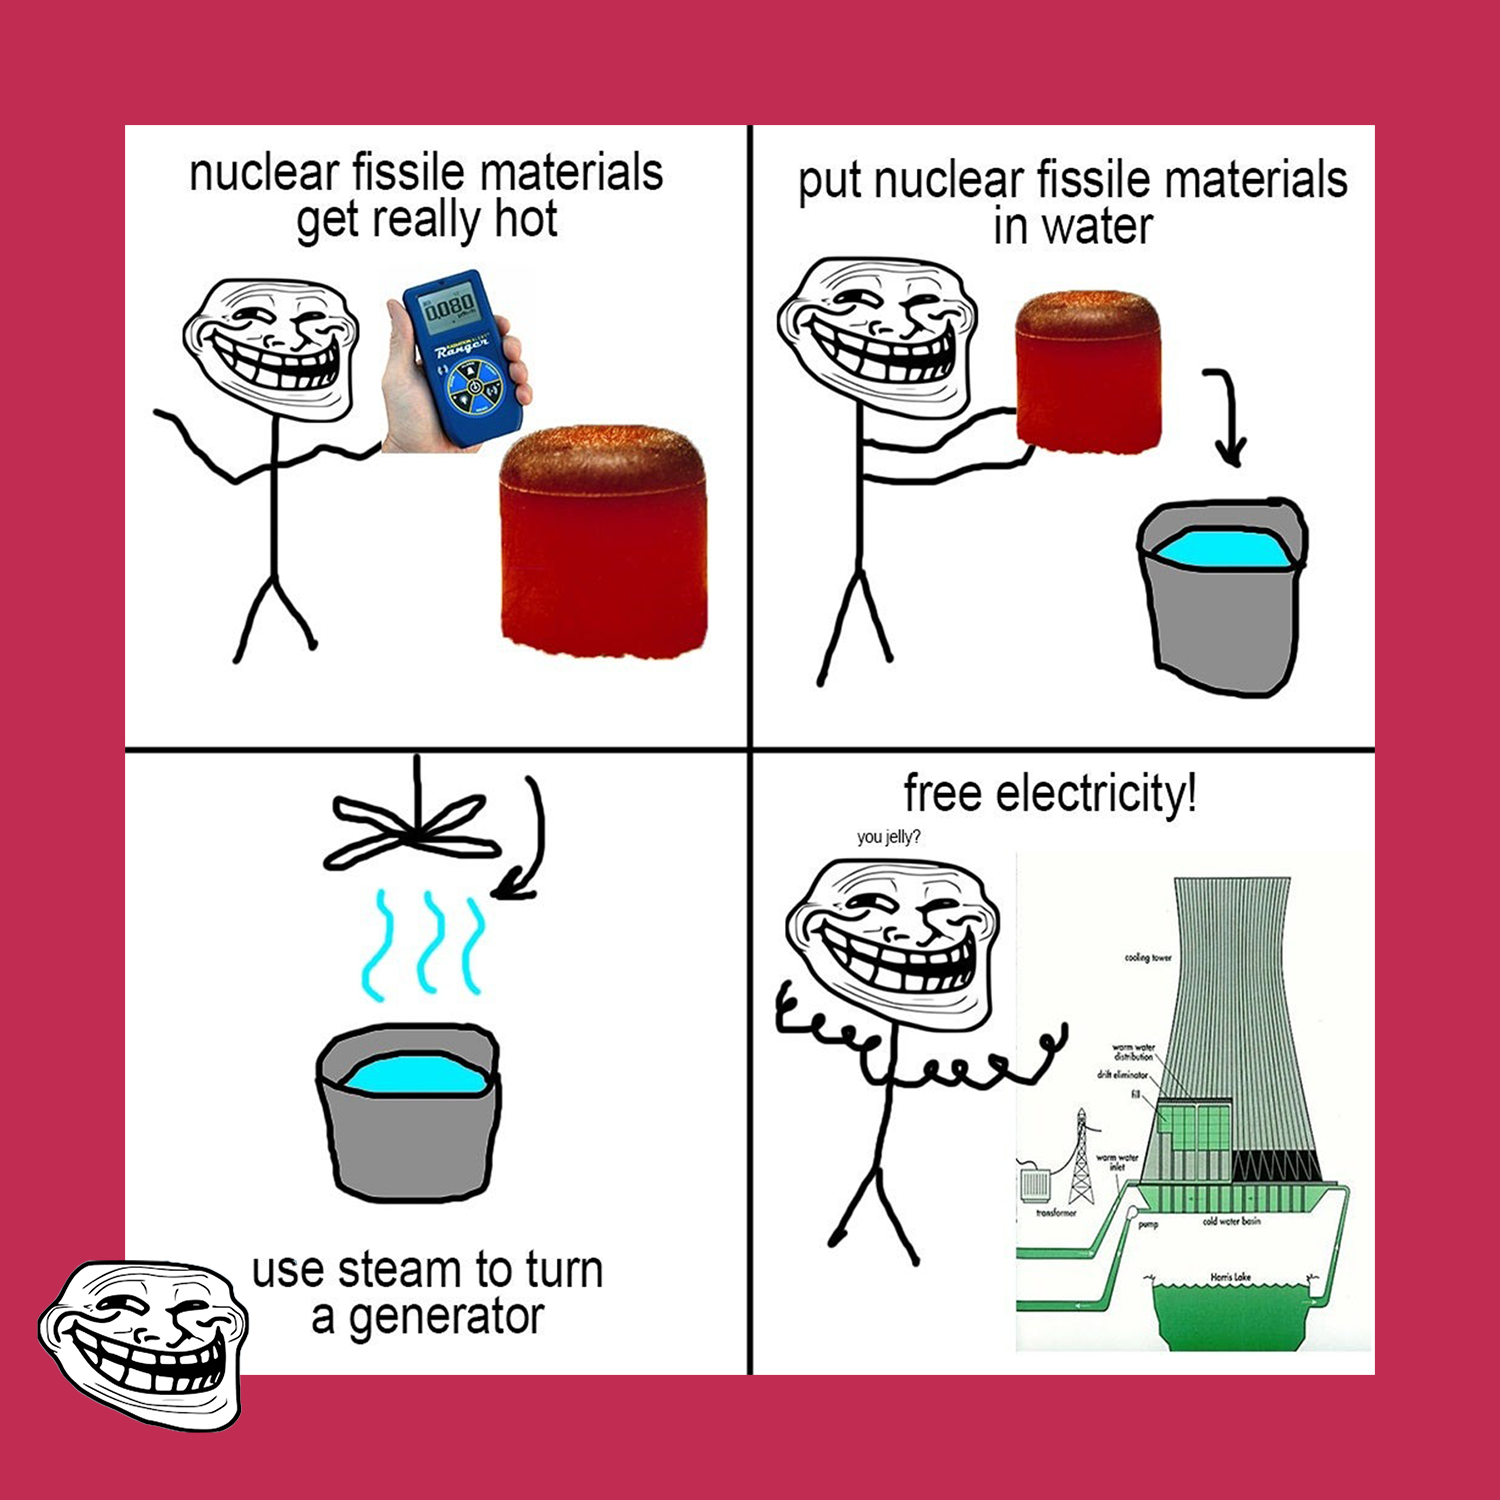 nuclear fissile materials
get really hot
0.080
Ranger
put nuclear fissile materials
in water
use steam to turn
a generator
free electricity!
you jelly?
cooling tower
warm water
distribution
drift eliminator
fill
warm water
inlet
transformer
pump
cold water basin
Harris Lake